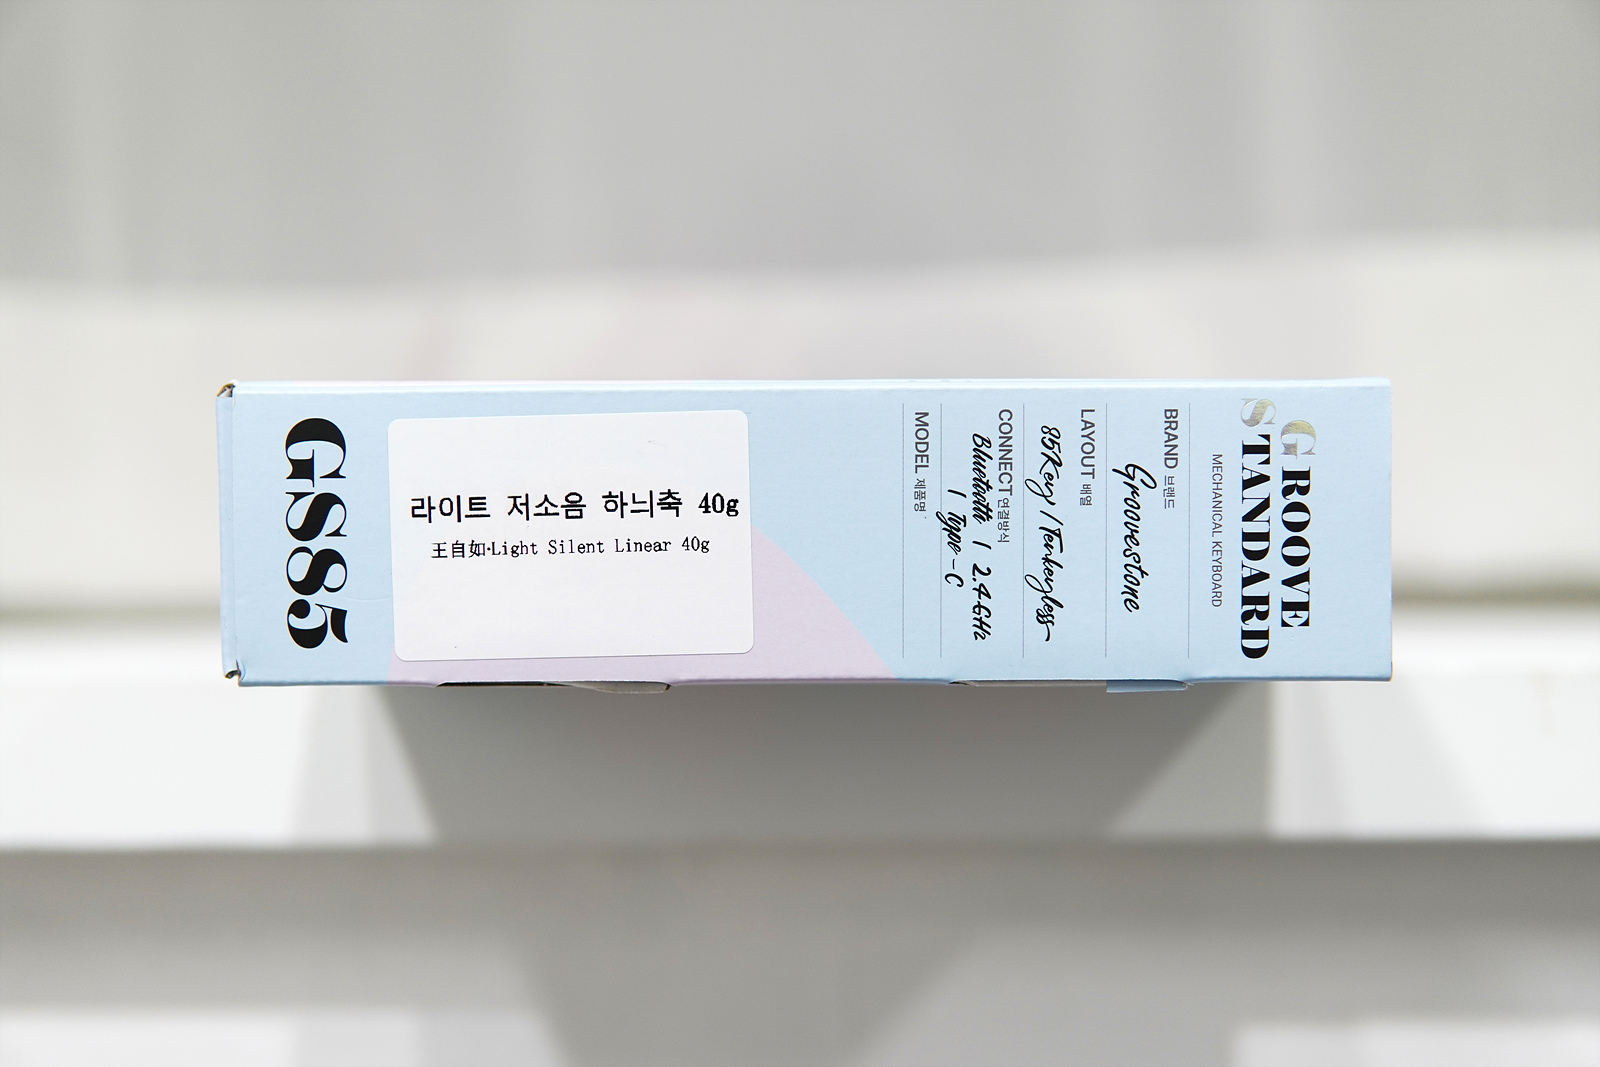 GROOVE
STANDARD
MECHANICAL KEYBOARD
BRAND 브랜드
Groovestone
LAYOUT 배열
85Key / Tenkeyless
CONNECT 연결방식
Bluetooth / 2.4GHz
/ Type-C
MODEL 제품명
라이트 저소음 하늬축 40g
王自如·Light Silent Linear 40g
GS85